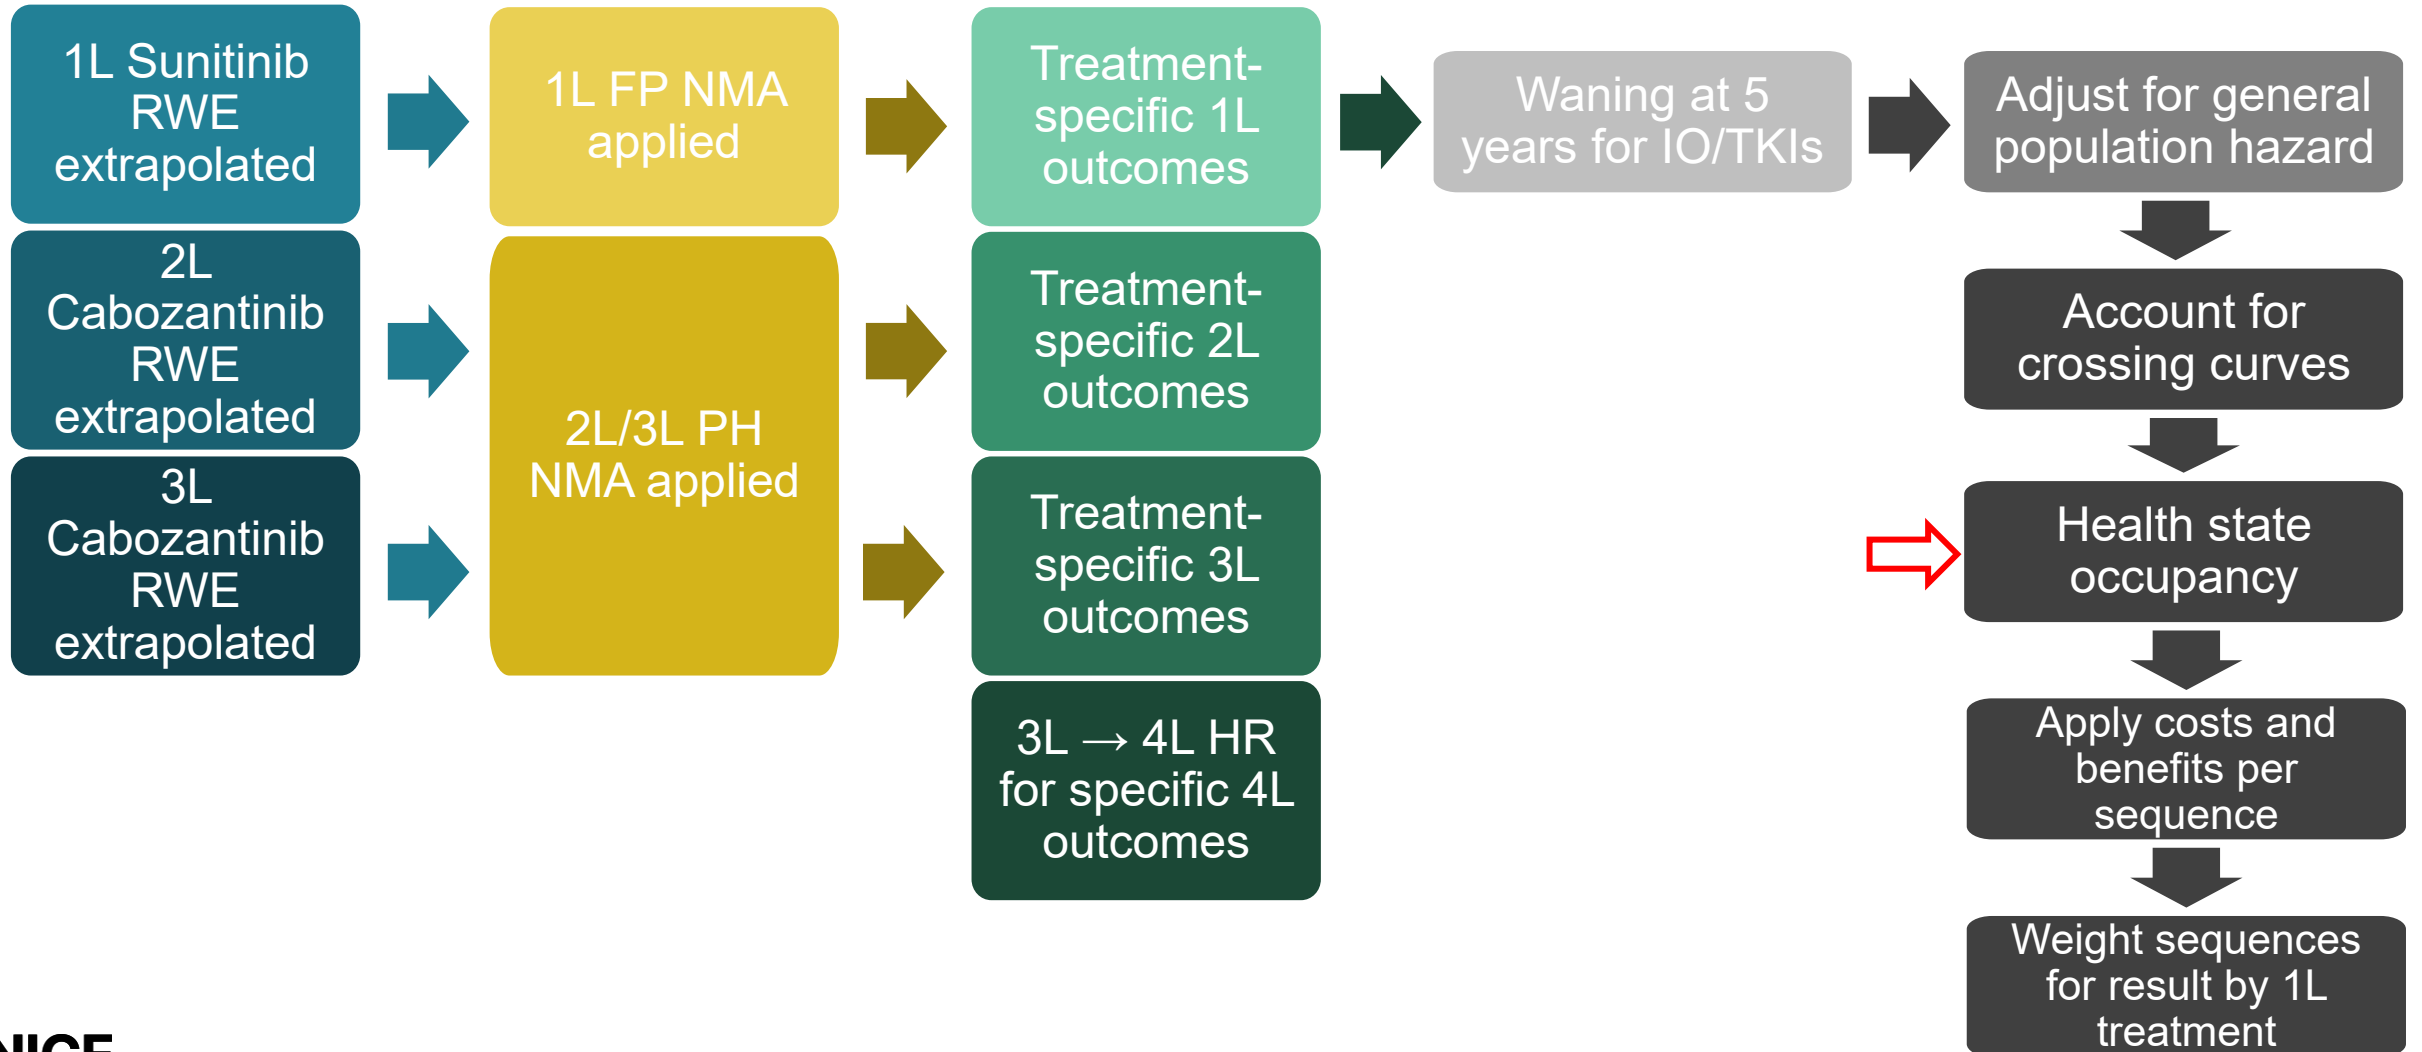 1L Sunitinib
RWE
extrapolated
1L FP NMA
applied
Treatment-
specific 1L
outcomes
Waning at 5
years for IO/TKIs
Adjust for general
population hazard
2L
Cabozantinib
RWE
extrapolated
2L/3L PH
NMA applied
Treatment-
specific 2L
outcomes
Account for
crossing curves
3L
Cabozantinib
RWE
extrapolated
Treatment-
specific 3L
outcomes
Health state
occupancy
3L → 4L HR
for specific 4L
outcomes
Apply costs and
benefits per
sequence
Weight sequences
for result by 1L
treatment
NICE